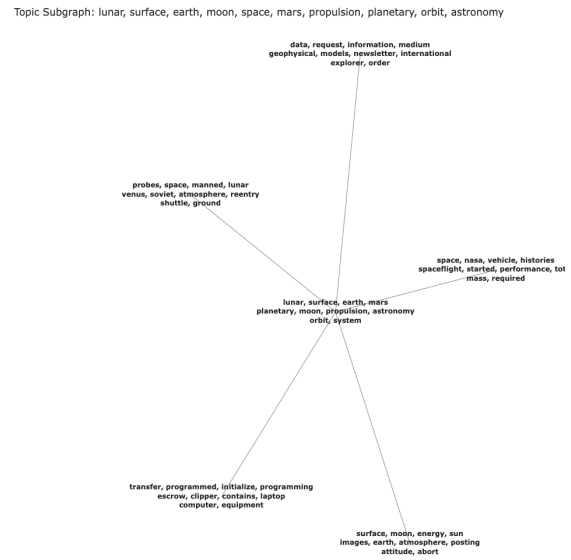 Topic Subgraph: lunar, surface, earth, moon, space, mars, propulsion, planetary, orbit, astronomy
data, request, information, medium
geophysical, models, newsletter, international
explorer, order
probes, space, manned, lunar
venus, soviet, atmosphere, reentry
shuttle, ground
space, nasa, vehicle, histories
spaceflight, started, performance, tot
mass, required
lunar, surface, earth, mars
planetary, moon, propulsion, astronomy
orbit, system
transfer, programmed, initialize, programming
escrow, clipper, contains, laptop
computer, equipment
surface, moon, energy, sun
images, earth, atmosphere, posting
attitude, abort